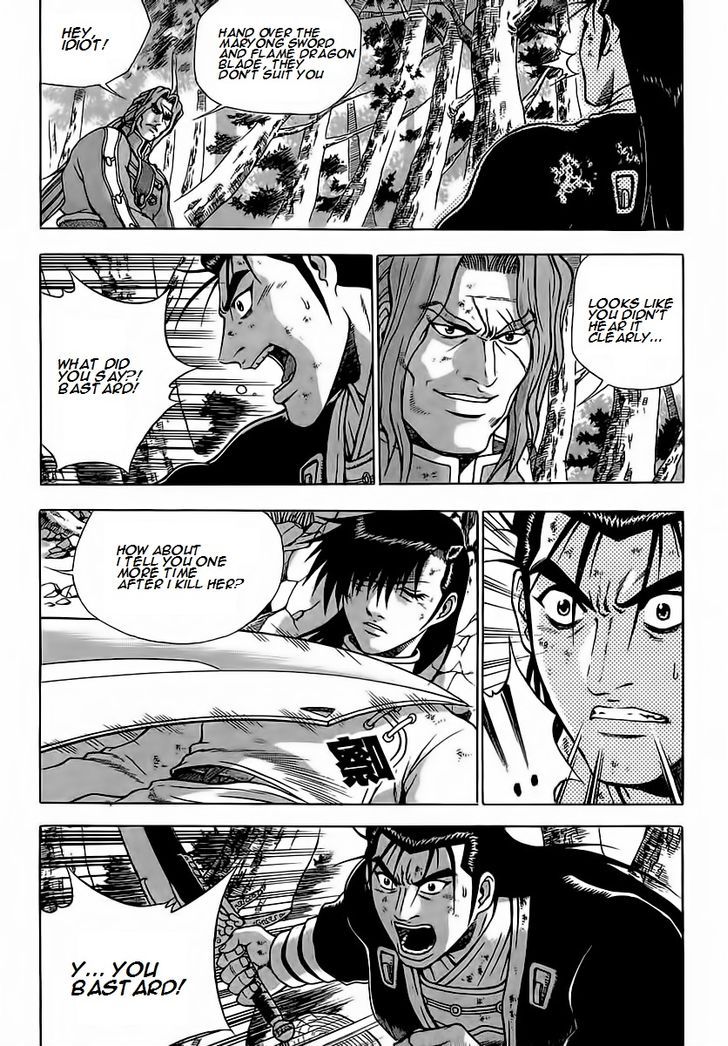 HEY,
IDIOT!
HAND OVER THE
MARYONG SWORD
AND FLAME DRAGON
BLADE, THEY
DON'T SUIT YOU
WHAT DID
YOU SAY?!
BASTARD!
LOOKS LIKE
YOU DIDN'T
HEAR IT
CLEARLY...
HOW ABOUT
I TELL YOU ONE
MORE TIME
AFTER I KILL HER?
!!
Y... YOU
BASTARD!